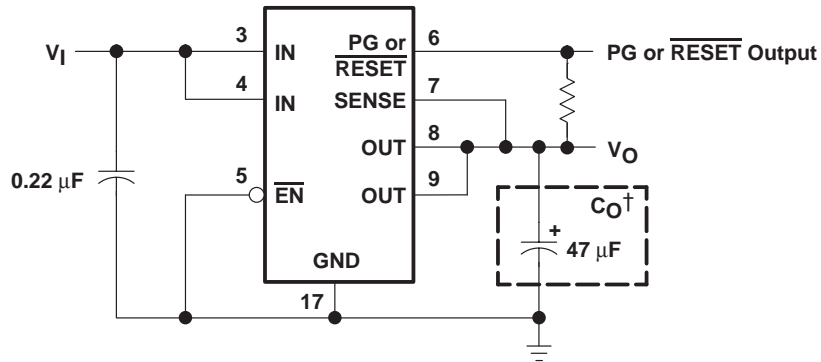 3
6
V_I
IN
PG or
RESET
PG or RESET Output
4
7
IN
SENSE
8
OUT
V_O
0.22 μF
5
9
EN
OUT
C_O†
+
47 μF
GND
17